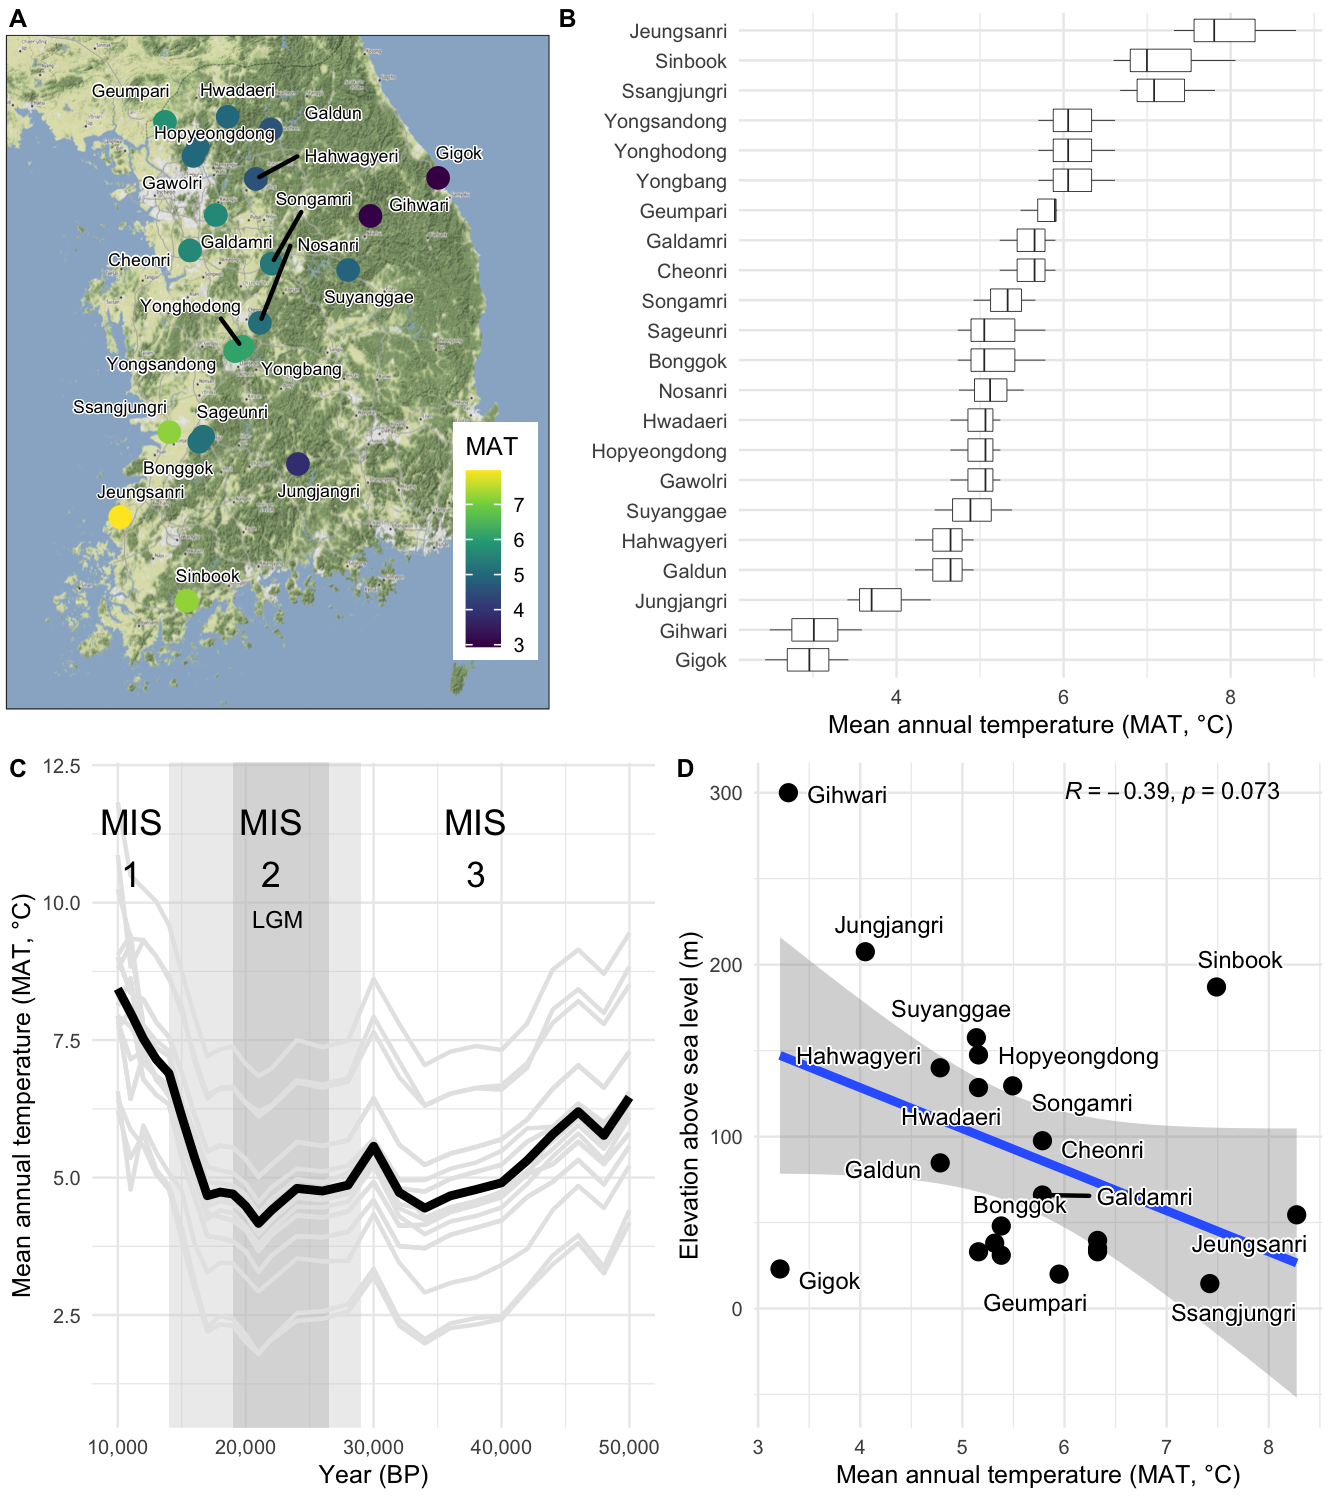 A
Geumpari
Hwadaeri
Galdun
Hopyeongdong
Hahwagyeri
Gigok
Gawolri
Songamri
Gihwari
Galdamri
Nosanri
Cheonri
Suyanggae
Yonghodong
Yongsandong
Yongbang
Ssangjungri
Sageunri
Bonggok
Jeungsanri
Jungjangri
Sinbook
MAT
7
6
5
4
3
B
Jeungsanri
Sinbook
Ssangjungri
Yongsandong
Yonghodong
Yongbang
Geumpari
Galdamri
Cheonri
Songamri
Sageunri
Bonggok
Nosanri
Hwadaeri
Hopyeongdong
Gawolri
Suyanggae
Hahwagyeri
Galdun
Jungjangri
Gihwari
Gigok
4 6 8
Mean annual temperature (MAT, °C)
C
12.5
10.0
7.5
5.0
2.5
Mean annual temperature (MAT, °C)
MIS
1
MIS
2
LGM
MIS
3
10,000 20,000 30,000 40,000 50,000
Year (BP)
D
300
200
100
0
Elevation above sea level (m)
R = −0.39, p = 0.073
Gihwari
Jungjangri
Sinbook
Suyanggae
Hahwagyeri
Hopyeongdong
Hwadaeri
Songamri
Cheonri
Galdun
Galdamri
Bonggok
Jeungsanri
Gigok
Geumpari
Ssangjungri
3 4 5 6 7 8
Mean annual temperature (MAT, °C)